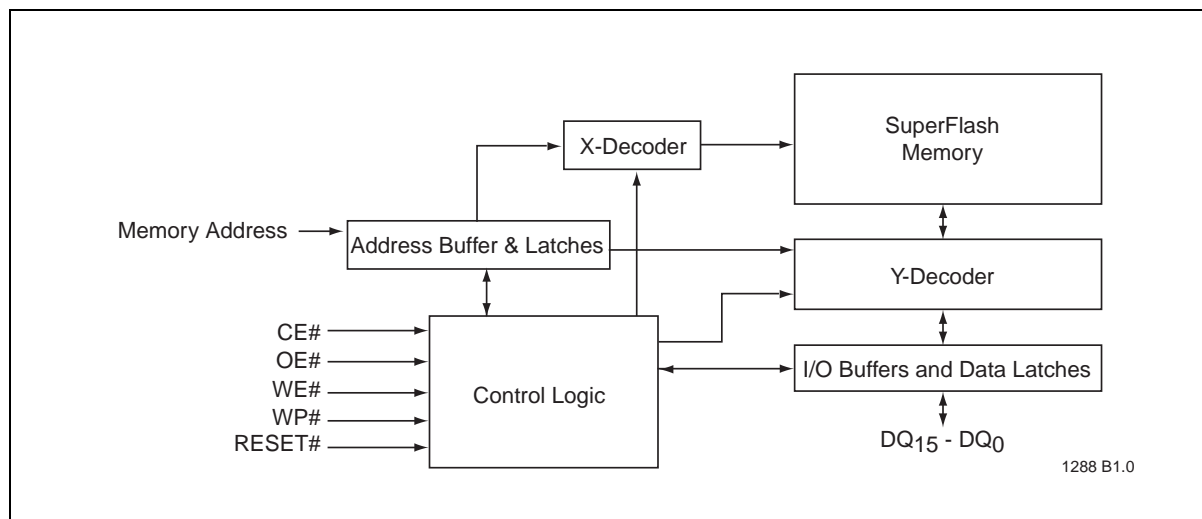 SuperFlash
Memory
X-Decoder
Memory Address
Address Buffer & Latches
Y-Decoder
CE#
OE#
WE#
WP#
RESET#
Control Logic
I/O Buffers and Data Latches
DQ15 - DQ0
1288 B1.0